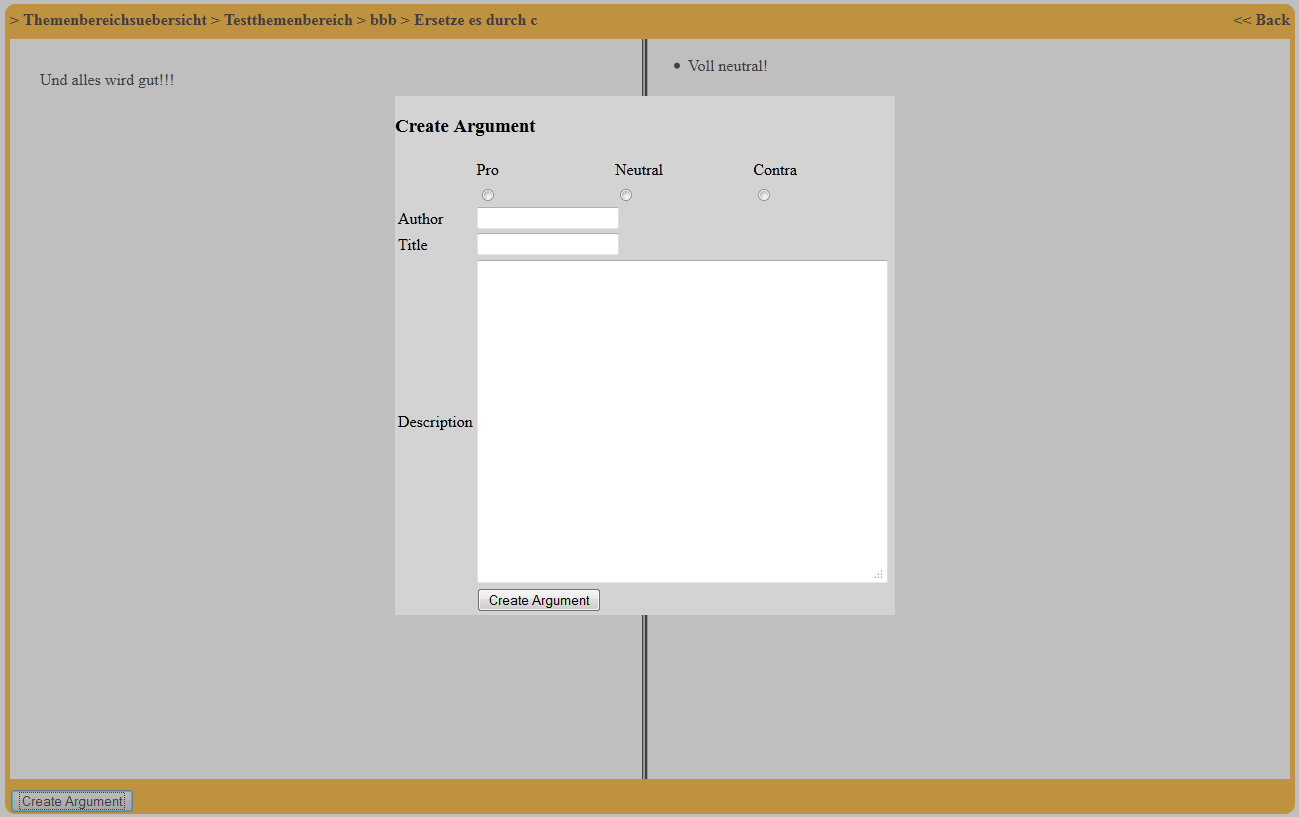 > Themenbereichsuebersicht > Testthemenbereich > bbb > Ersetze es durch c << Back
Und alles wird gut!!!
• Voll neutral!
Create Argument
Pro Neutral Contra
Author
Title
Description
Create Argument
Create Argument